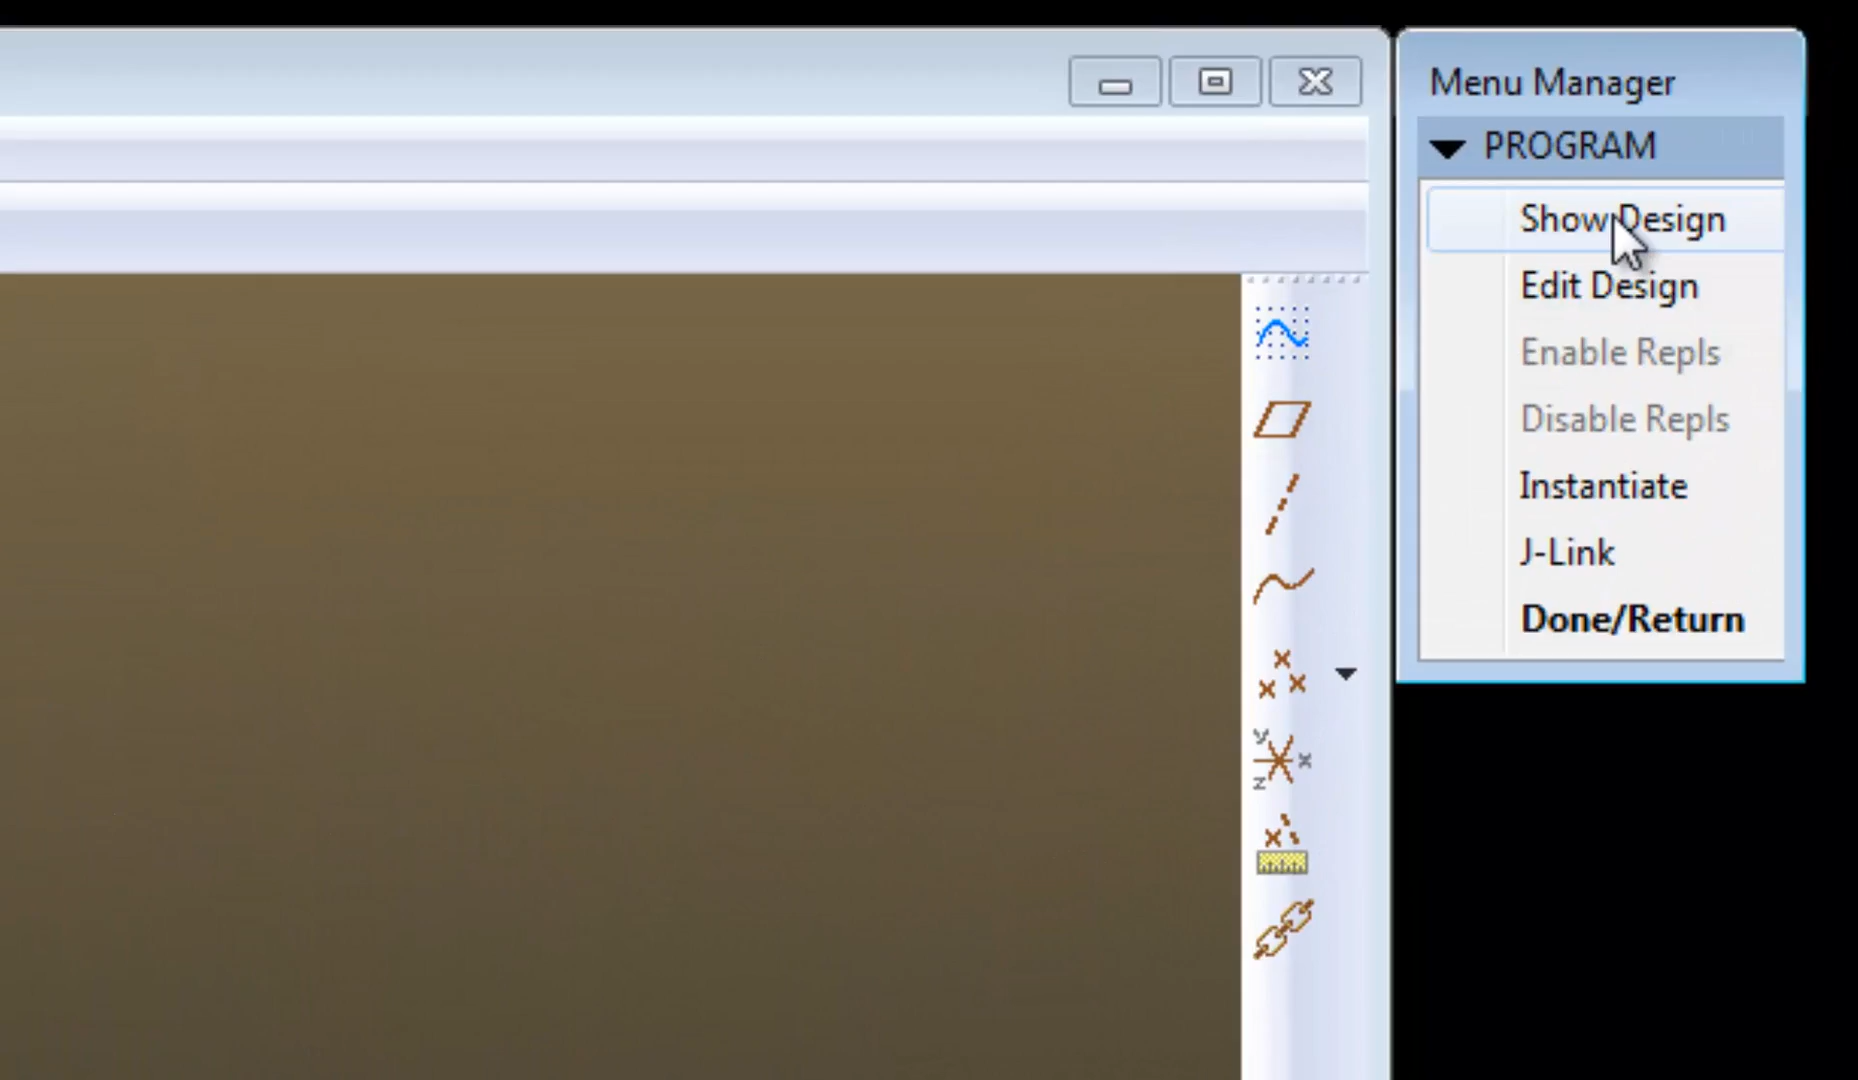 Menu Manager
PROGRAM
Show Design
Edit Design
Enable Repls
Disable Repls
Instantiate
J-Link
Done/Return
y
x
z